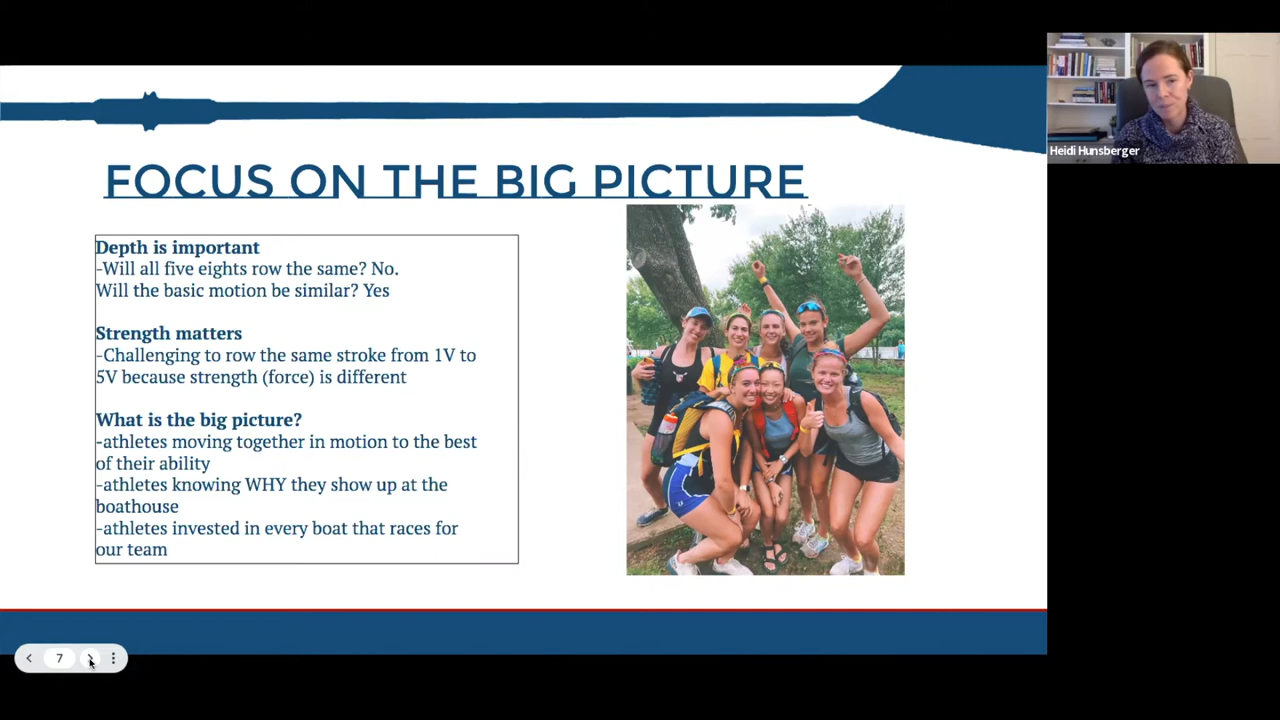 FOCUS ON THE BIG PICTURE
Depth is important
-Will all five eights row the same? No.
Will the basic motion be similar? Yes
Strength matters
-Challenging to row the same stroke from 1V to
5V because strength (force) is different
What is the big picture?
-athletes moving together in motion to the best
of their ability
-athletes knowing WHY they show up at the
boathouse
-athletes invested in every boat that races for
our team
Heidi Hunsberger
7